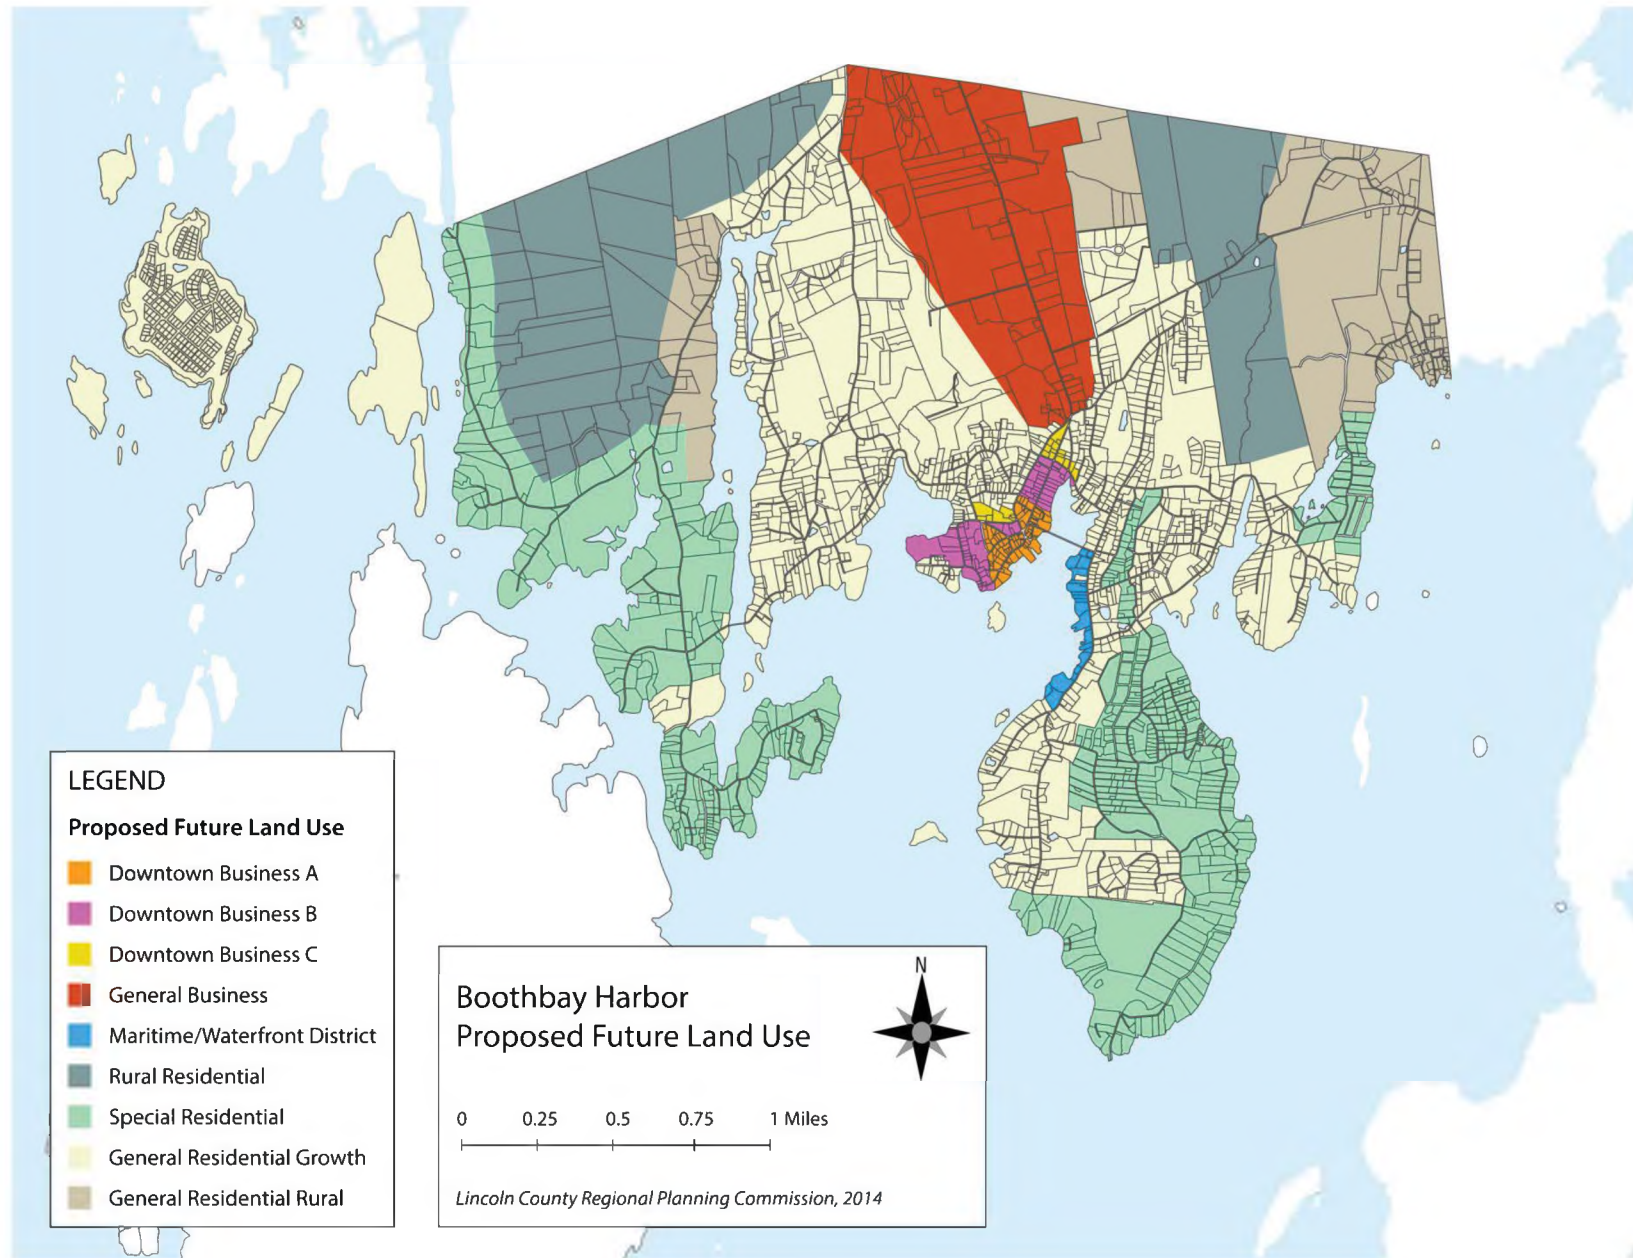 LEGEND
Proposed Future Land Use
Downtown Business A
Downtown Business B
Downtown Business C
General Business
Maritime/Waterfront District
Rural Residential
Special Residential
General Residential Growth
General Residential Rural
N
Boothbay Harbor
Proposed Future Land Use
0 0.25 0.5 0.75 1 Miles
Lincoln County Regional Planning Commission, 2014